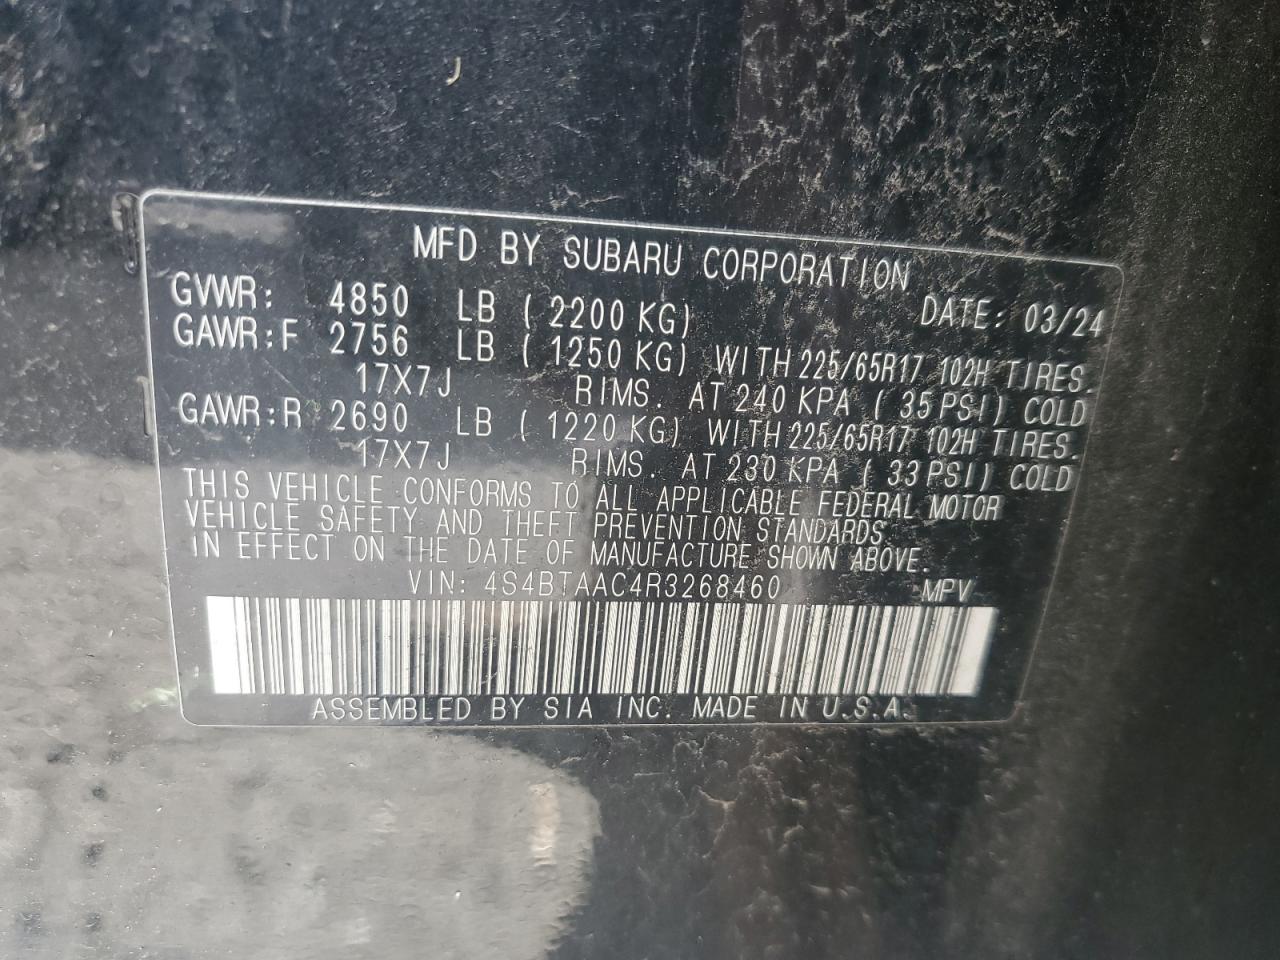 MFD BY SUBARU CORPORATION
GVWR: 4850 LB ( 2200 KG) DATE: 03/24
GAWR:F 2756 LB ( 1250 KG) WITH 225/65R17 102H TIRES.
17X7J RIMS. AT 240 KPA ( 35 PSI) COLD
GAWR:R 2690 LB ( 1220 KG) WITH 225/65R17 102H TIRES.
17X7J RIMS. AT 230 KPA ( 33 PSI) COLD
THIS VEHICLE CONFORMS TO ALL APPLICABLE FEDERAL MOTOR
VEHICLE SAFETY AND THEFT PREVENTION STANDARDS
IN EFFECT ON THE DATE OF MANUFACTURE SHOWN ABOVE.
VIN: 4S4BTAAC4R3268460 MPV
ASSEMBLED BY SIA INC. MADE IN U.S.A.